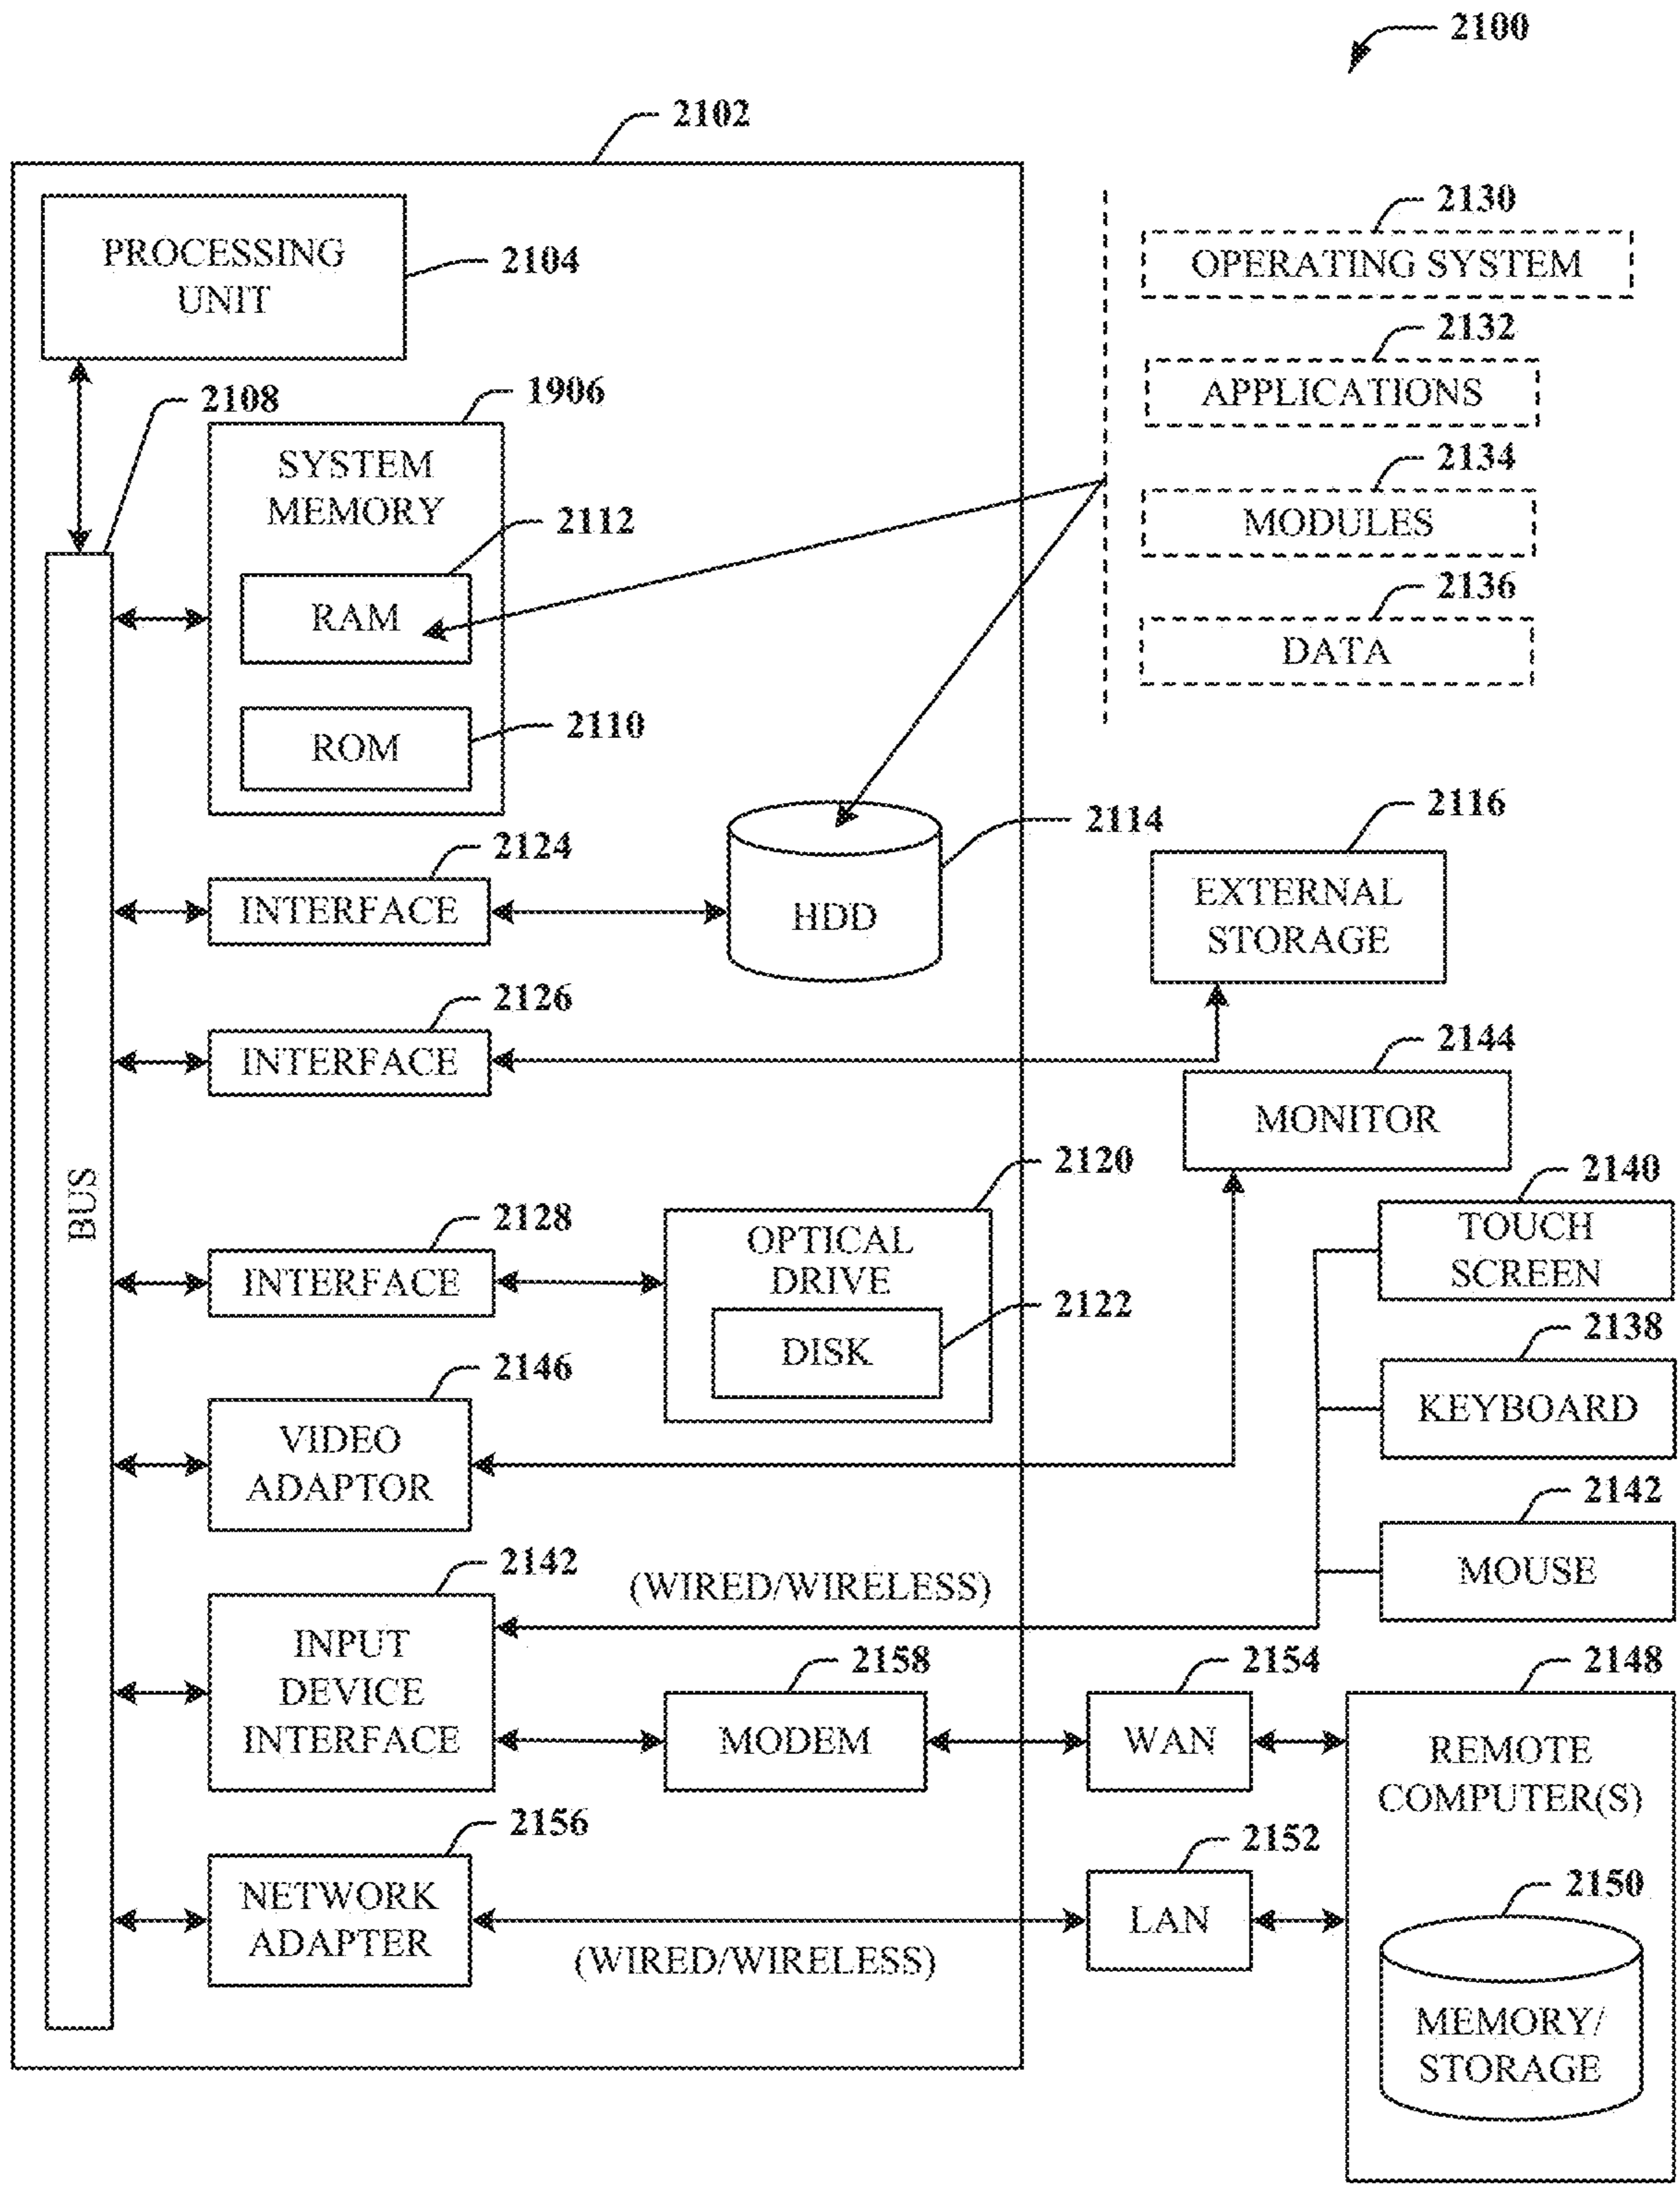 2100
2102
PROCESSING
UNIT
2104
2130
OPERATING SYSTEM
2132
APPLICATIONS
2134
MODULES
2136
DATA
2108
1906
SYSTEM
MEMORY
2112
RAM
2110
ROM
2124
INTERFACE
2114
HDD
2116
EXTERNAL
STORAGE
2126
INTERFACE
2144
MONITOR
BUS
2128
INTERFACE
2120
OPTICAL
DRIVE
2122
DISK
2140
TOUCH
SCREEN
2138
KEYBOARD
2146
VIDEO
ADAPTOR
2142
MOUSE
2142
INPUT
DEVICE
INTERFACE
(WIRED/WIRELESS)
2158
MODEM
2154
WAN
2148
REMOTE
COMPUTER(S)
2156
NETWORK
ADAPTER
(WIRED/WIRELESS)
2152
LAN
2150
MEMORY/
STORAGE